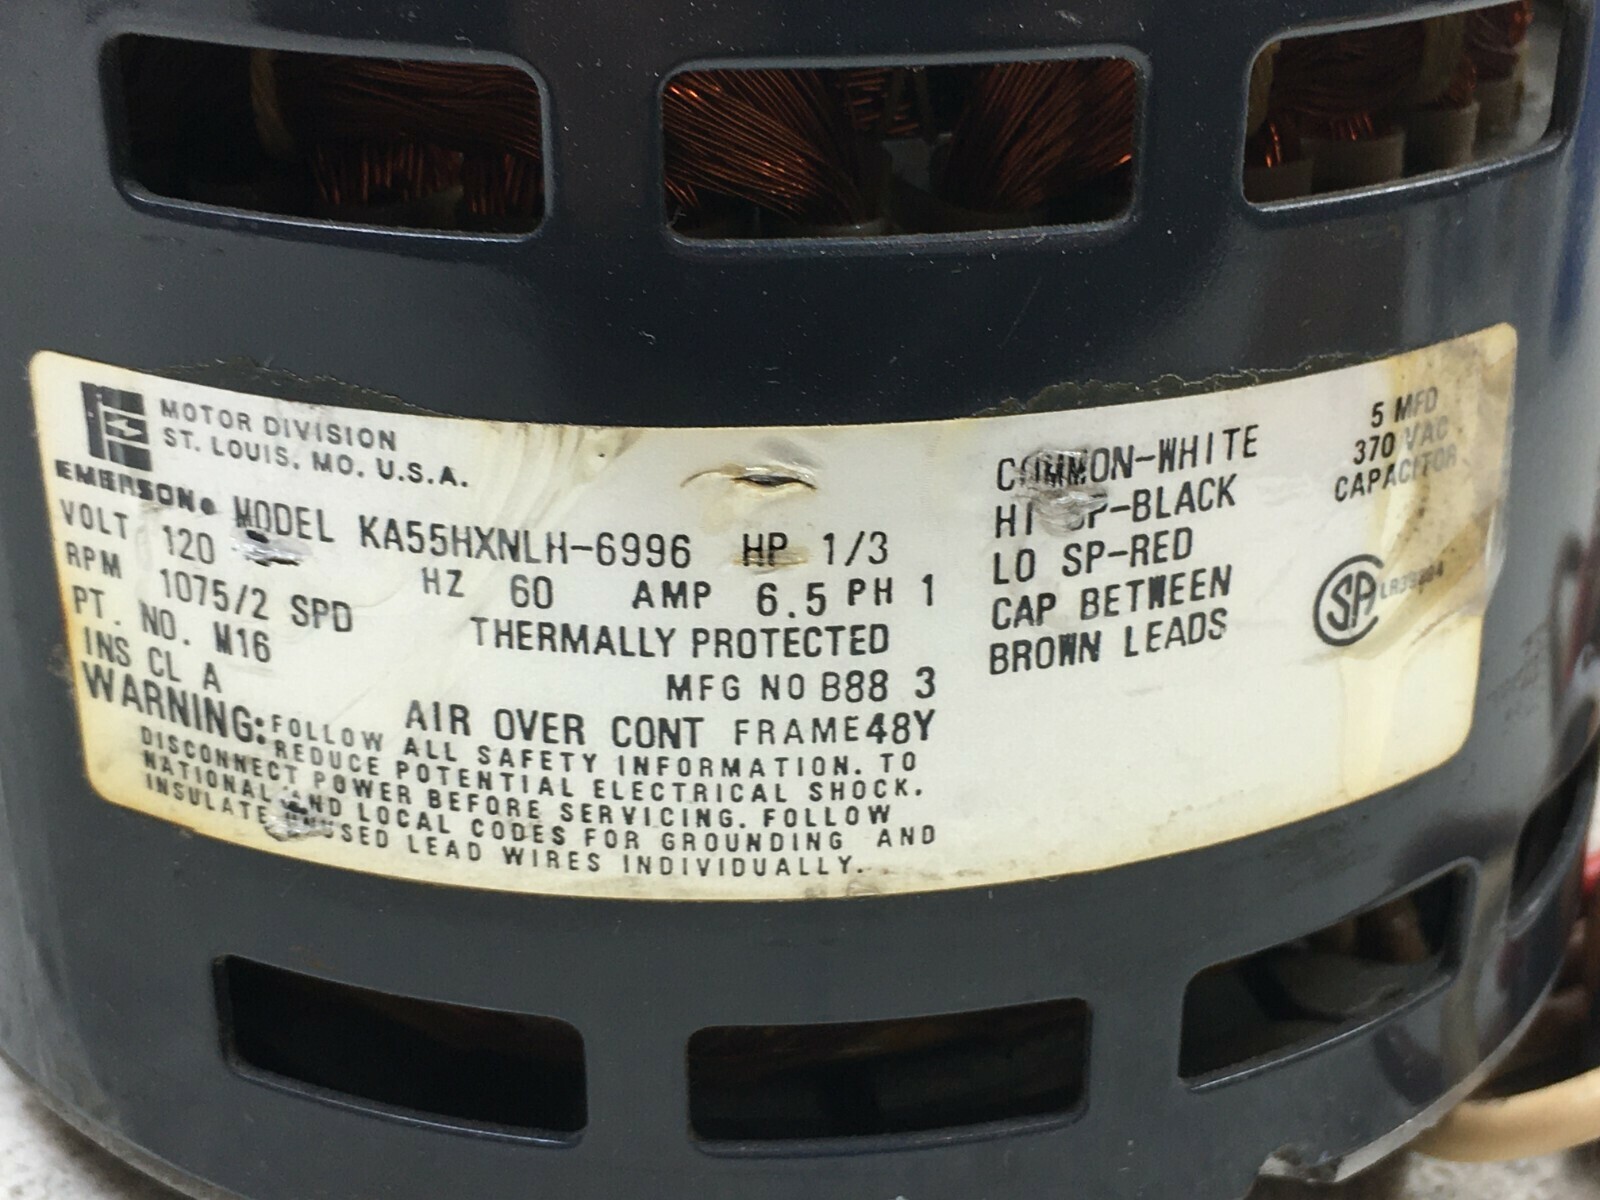 MOTOR DIVISION
ST. LOUIS, MO. U.S.A.
EMERSON
MODEL KA55HXNLH-6996 HP 1/3
VOLT 120 HZ 60 AMP 6.5 PH 1
RPM 1075/2 SPD THERMALLY PROTECTED
PT. NO. M16 MFG NO B88 3
INS CL A AIR OVER CONT FRAME 48Y
WARNING: FOLLOW ALL SAFETY INFORMATION. TO
REDUCE POTENTIAL ELECTRICAL SHOCK.
DISCONNECT POWER BEFORE SERVICING. FOLLOW
NATIONAL AND LOCAL CODES FOR GROUNDING AND
INSULATE UNUSED LEAD WIRES INDIVIDUALLY.
COMMON-WHITE
HI SP-BLACK
LO SP-RED
CAP BETWEEN
BROWN LEADS
5 MFD
370 VAC
CAPACITOR
SA